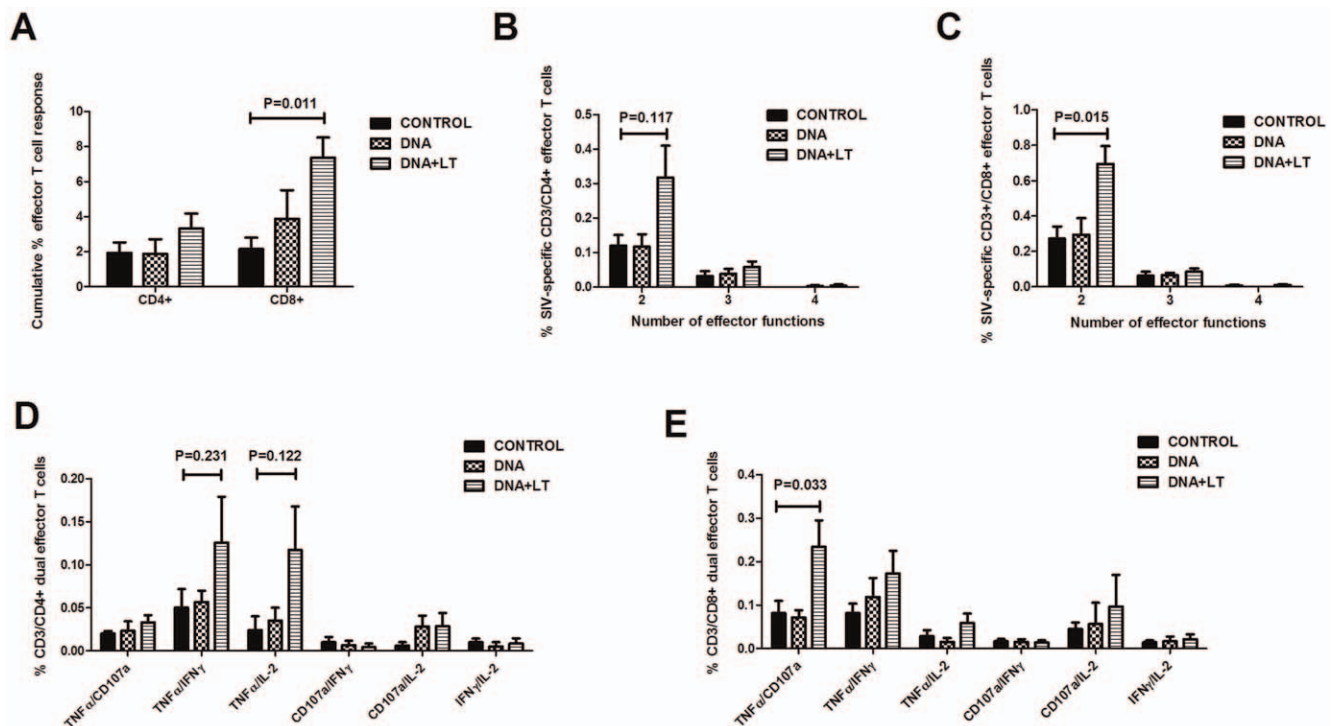 A
Cumulative % effector T cell response
10
8
6
4
2
0
P=0.011
CD4+
CD8+
CONTROL
DNA
DNA+LT
B
% SIV-specific CD3/CD4+ effector T cells
0.5
0.4
0.3
0.2
0.1
0.0
P=0.117
2
3
4
Number of effector functions
CONTROL
DNA
DNA+LT
C
% SIV-specific CD3+/CD8+ effector T cells
1.0
0.8
0.6
0.4
0.2
0.0
P=0.015
2
3
4
Number of effector functions
CONTROL
DNA
DNA+LT
D
% CD3/CD4+ dual effector T cells
0.20
0.15
0.10
0.05
0.00
P=0.231
P=0.122
TNFα/CD107a
TNFα/IFNγ
TNFα/IL-2
CD107a/IFNγ
CD107a/IL-2
IFNγ/IL-2
CONTROL
DNA
DNA+LT
E
% CD3/CD8+ dual effector T cells
0.4
0.3
0.2
0.1
0.0
P=0.033
TNFα/CD107a
TNFα/IFNγ
TNFα/IL-2
CD107a/IFNγ
CD107a/IL-2
IFNγ/IL-2
CONTROL
DNA
DNA+LT